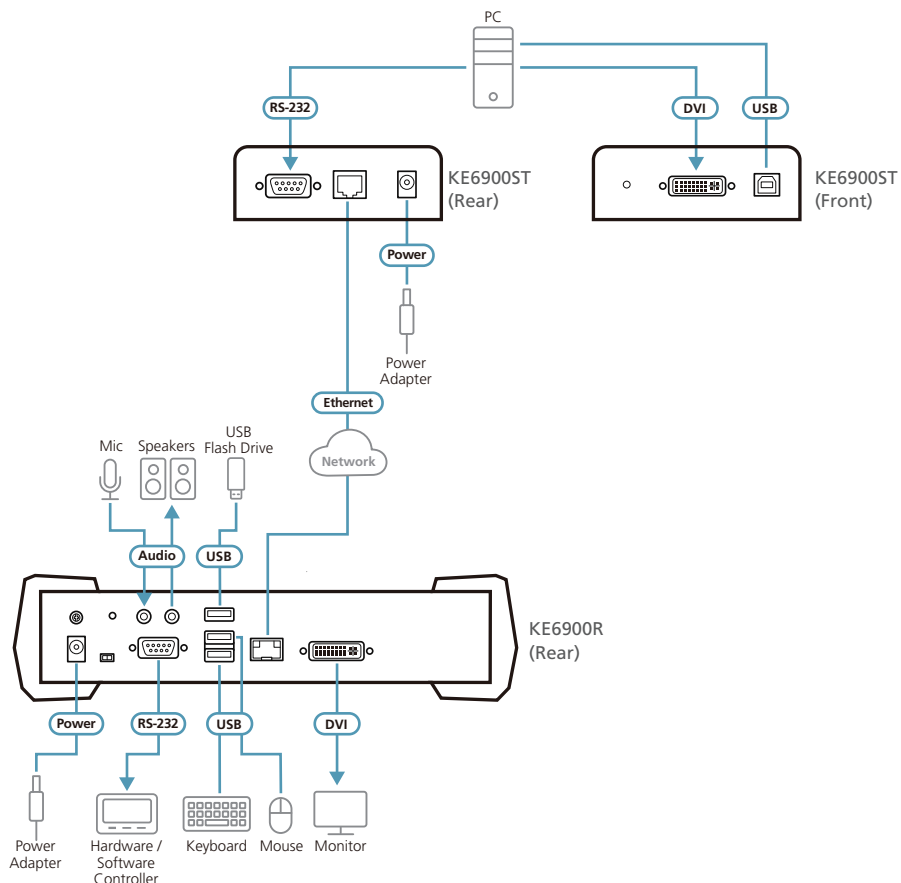 PC
RS-232
DVI
USB
KE6900ST
(Rear)
KE6900ST
(Front)
Power
Power
Adapter
Ethernet
Network
Mic
Speakers
USB
Flash Drive
Audio
USB
KE6900R
(Rear)
Power
RS-232
USB
DVI
Power
Adapter
Hardware /
Software
Controller
Keyboard
Mouse
Monitor